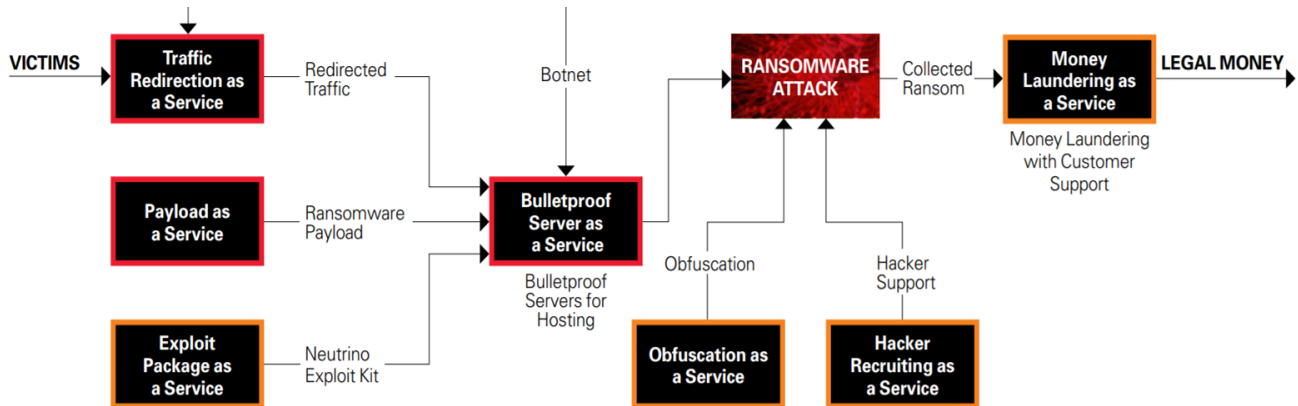 VICTIMS
Traffic
Redirection as
a Service
Redirected
Traffic
Botnet
RANSOMWARE
ATTACK
Collected
Ransom
Money
Laundering as
a Service
LEGAL MONEY
Money Laundering
with Customer
Support
Payload as
a Service
Ransomware
Payload
Bulletproof
Server as
a Service
Bulletproof
Servers for
Hosting
Obfuscation
Hacker
Support
Exploit
Package as
a Service
Neutrino
Exploit Kit
Obfuscation as
a Service
Hacker
Recruiting as
a Service